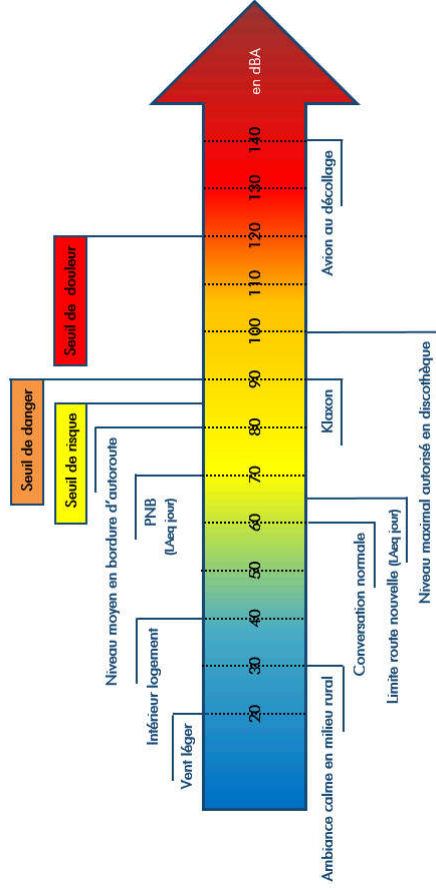 Seuil de danger
Seuil de risque
Seuil de douleur
Niveau moyen en bordure d'autoroute
PNB
(LAeq jour)
Intérieur logement
Vent léger
20
30
40
50
60
70
80
90
100
110
120
130
140
en dBA
Ambiance calme en milieu rural
Conversation normale
Limite route nouvelle (LAeq jour)
Klaxon
Niveau maximal autorisé en discothèque
Avion au décollage